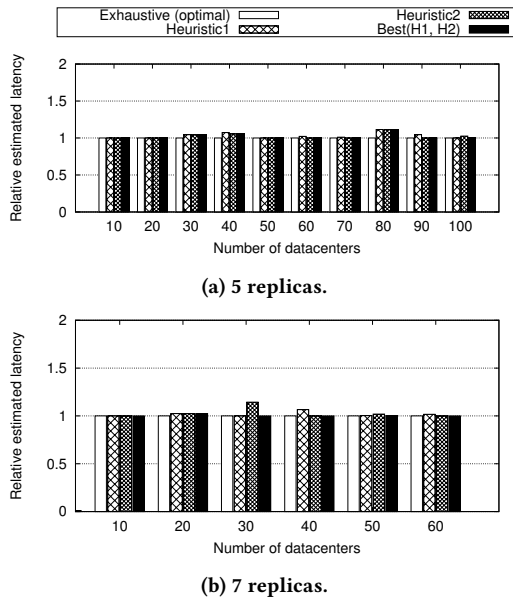 Exhaustive (optimal) Heuristic2
Heuristic1 Best(H1, H2)
Relative estimated latency
2
1.5
1
0.5
0
10 20 30 40 50 60 70 80 90 100
Number of datacenters
(a) 5 replicas.
Relative estimated latency
2
1.5
1
0.5
0
10 20 30 40 50 60
Number of datacenters
(b) 7 replicas.